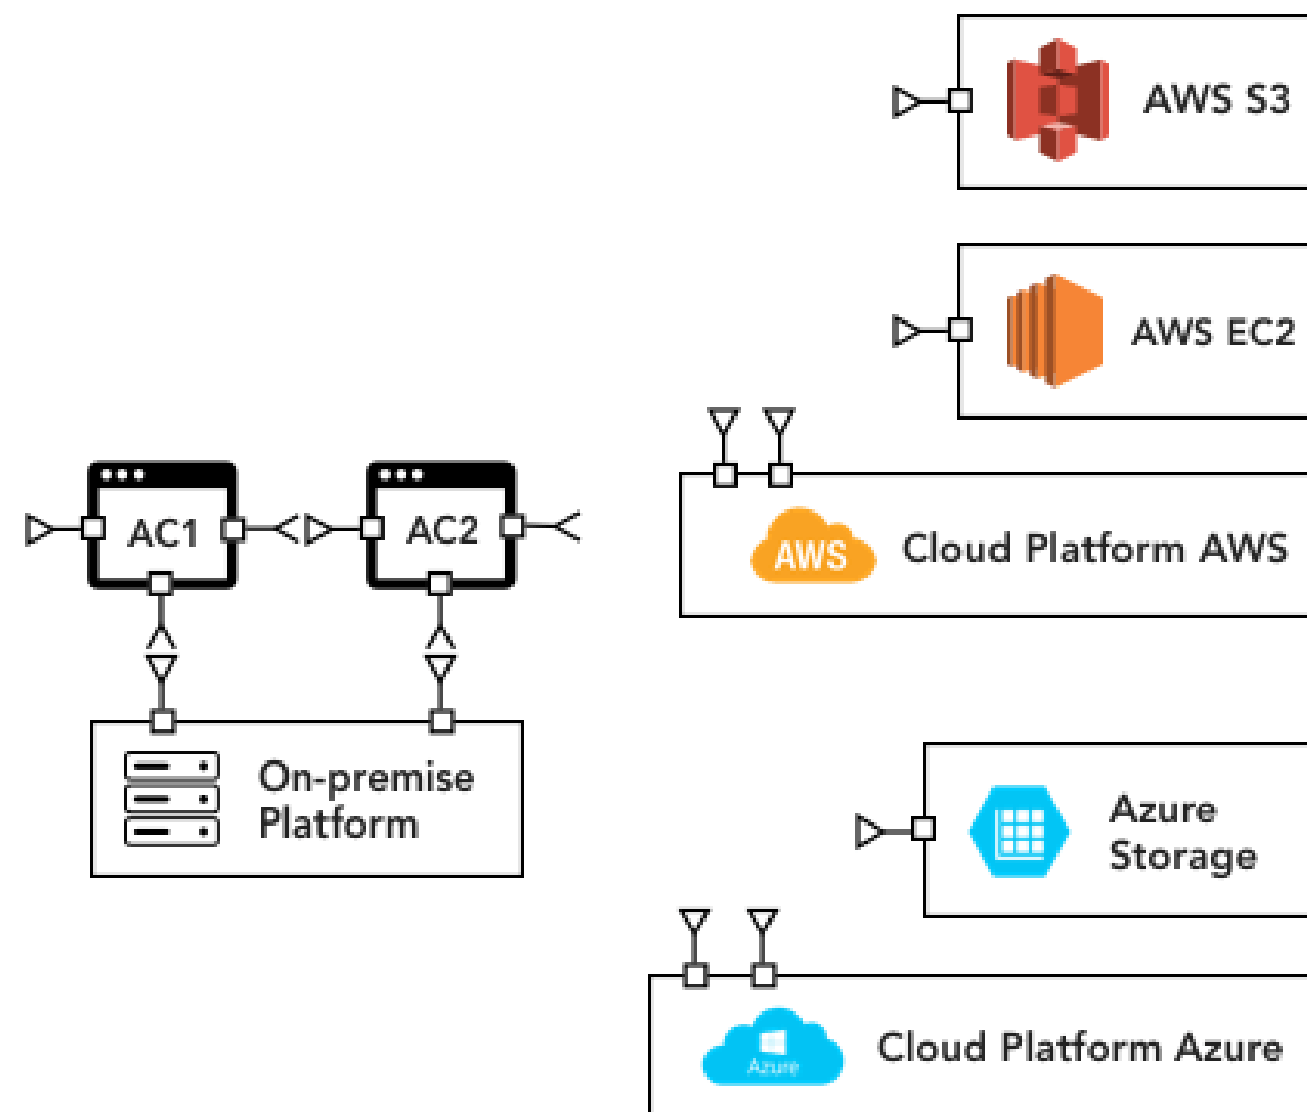 AWS S3
AWS EC2
AC1
AC2
AWS
Cloud Platform AWS
On-premise
Platform
Azure
Storage
Azure
Cloud Platform Azure